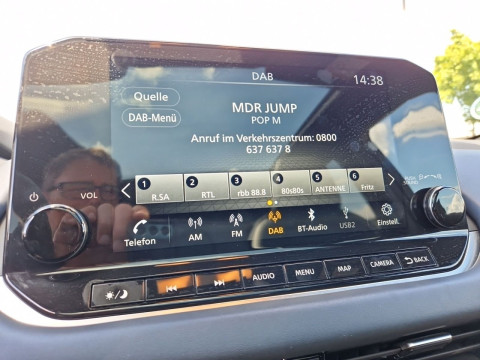 DAB
14:38
Quelle
MDR JUMP
POP M
DAB-Menü
Anruf im Verkehrszentrum: 0800
637 637 8
VOL
1 2 3 4 5 6
R.SA RTL rbb 88.8 80s80s ANTENNE Fritz
Telefon AM FM DAB BT-Audio USB2 Einstell.
AUDIO MENU MAP CAMERA BACK